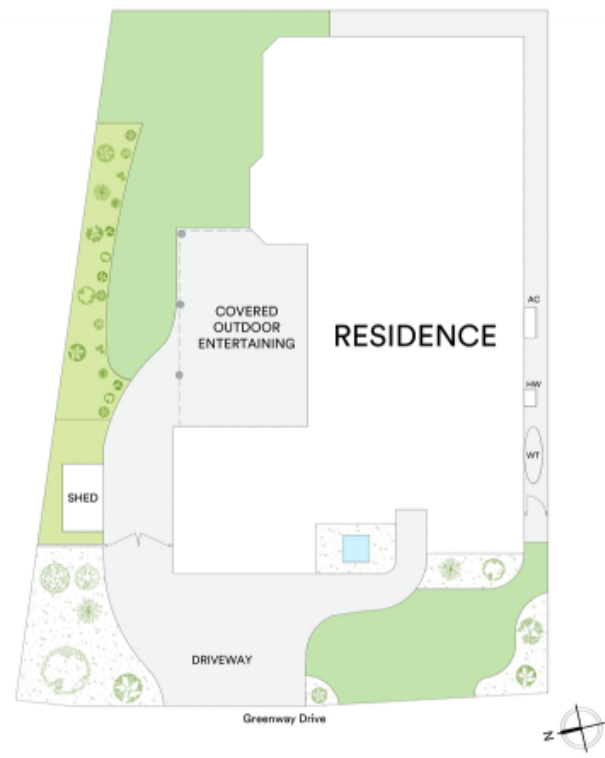 COVERED
OUTDOOR
ENTERTAINING
RESIDENCE
AC
HW
WT
SHED
DRIVEWAY
Greenway Drive
N